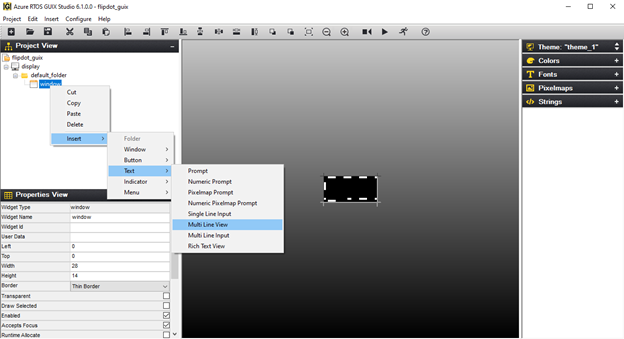 Azure RTOS GUIX Studio 6.1.0.0 - flipdot_guix
Project Edit Insert Configure Help
Project View
flipdot_guix
display
default_folder
window
Cut
Copy
Paste
Delete
Insert
Folder
Window
Button
Text
Indicator
Menu
Prompt
Numeric Prompt
Pixelmap Prompt
Numeric Pixelmap Prompt
Single Line Input
Multi Line View
Multi Line Input
Rich Text View
Properties View
Widget Type window
Widget Name window
Widget Id
User Data
Left 0
Top 0
Width 28
Height 14
Border Thin Border
Transparent
Draw Selected
Enabled
Accepts Focus
Runtime Allocate
Theme: "theme_1"
Colors
Fonts
Pixelmaps
Strings